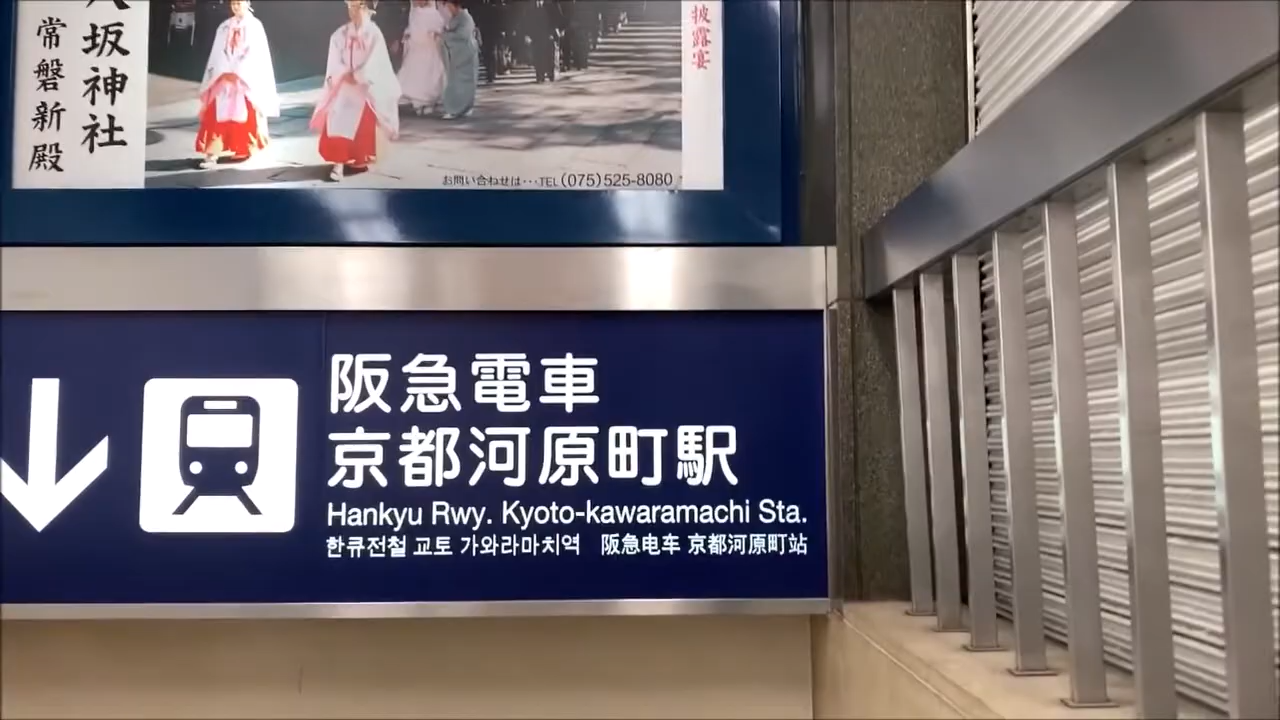 坂神社
常磐新殿
披露宴
お問い合わせは・・・TEL(075)525-8080
阪急電車
京都河原町駅
Hankyu Rwy. Kyoto-kawaramachi Sta.
한큐전철 교토 가와라마치역 阪急电车 京都河原町站